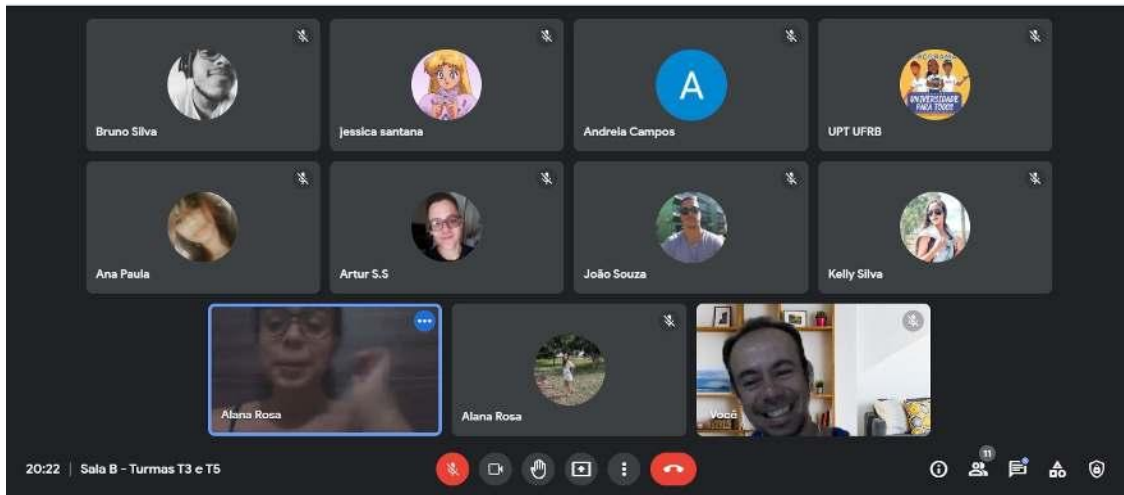 Bruno Silva
jessica santana
A
Andreia Campos
UNIVERSIDADE
PARA TODOS
UPT UFRB
Ana Paula
Artur S.S
João Souza
Kelly Silva
Alana Rosa
Alana Rosa
Você
20:22 | Sala B - Turmas T3 e T5
11